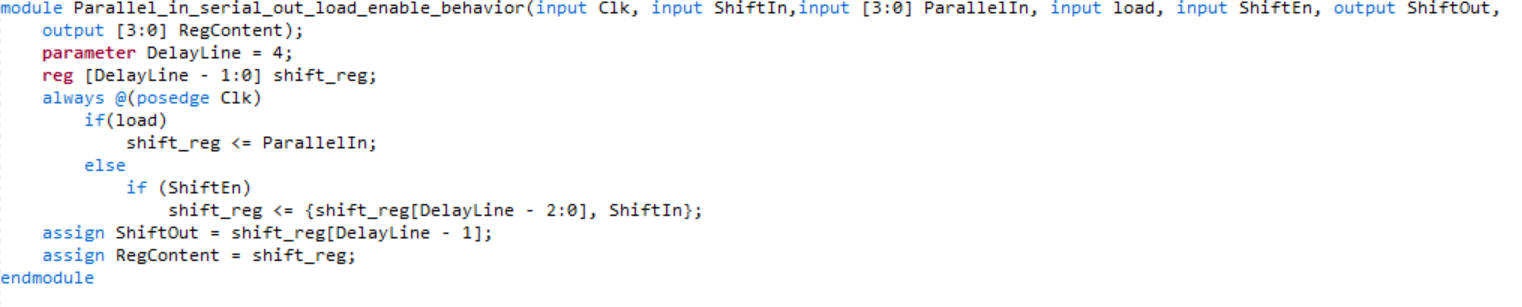 module Parallel_in_serial_out_load_enable_behavior(input Clk, input ShiftIn,input [3:0] ParallelIn, input load, input ShiftEn, output ShiftOut,
    output [3:0] RegContent);
    parameter DelayLine = 4;
    reg [DelayLine - 1:0] shift_reg;
    always @(posedge Clk)
        if(load)
            shift_reg <= ParallelIn;
        else
            if (ShiftEn)
                shift_reg <= {shift_reg[DelayLine - 2:0], ShiftIn};
    assign ShiftOut = shift_reg[DelayLine - 1];
    assign RegContent = shift_reg;
endmodule